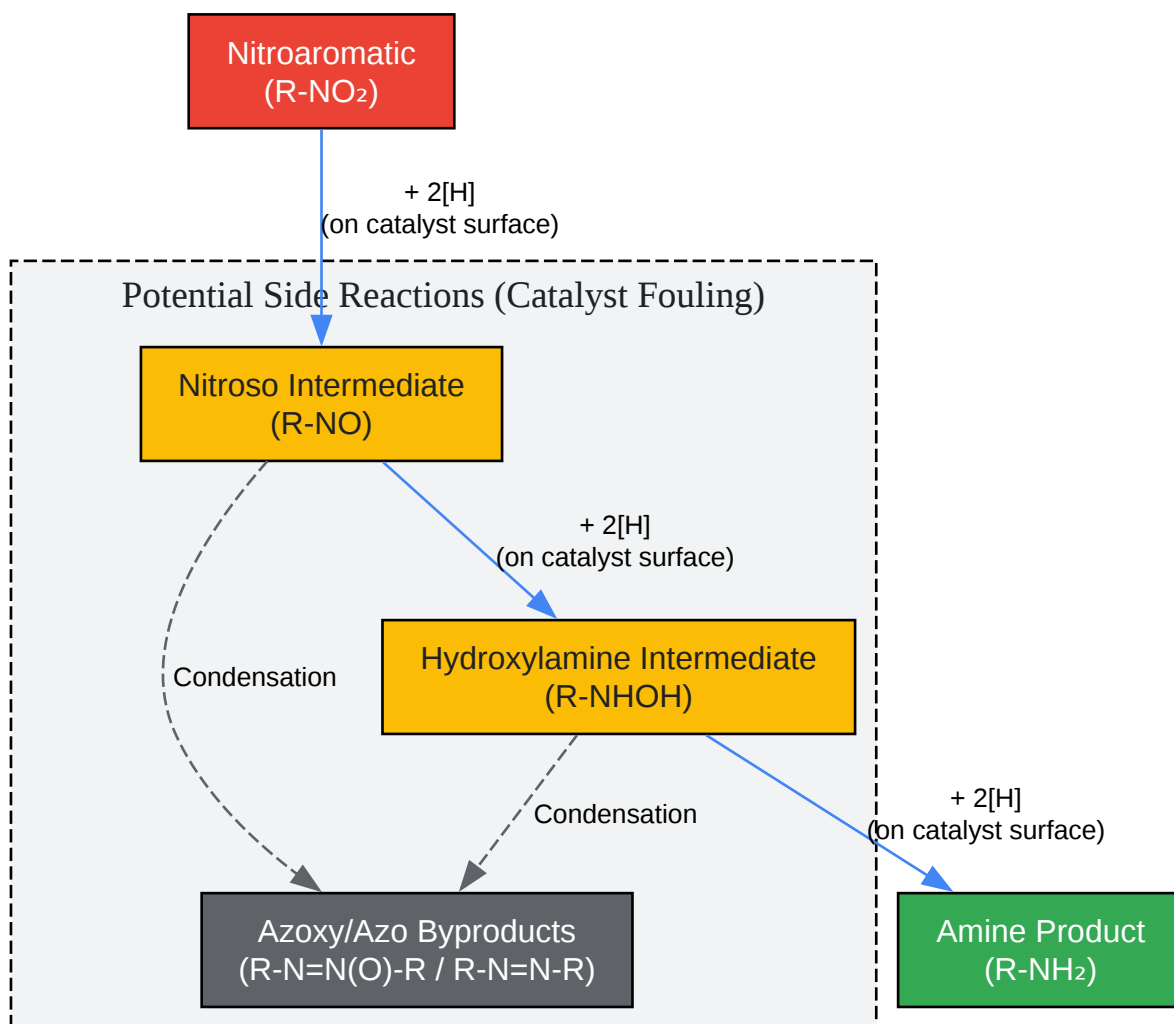 Nitroaromatic
(R-NO₂)
+ 2[H]
(on catalyst surface)
Potential Side Reactions (Catalyst Fouling)
Nitroso Intermediate
(R-NO)
+ 2[H]
(on catalyst surface)
Hydroxylamine Intermediate
(R-NHOH)
Condensation
Condensation
+ 2[H]
(on catalyst surface)
Azoxy/Azo Byproducts
(R-N=N(O)-R / R-N=N-R)
Amine Product
(R-NH₂)